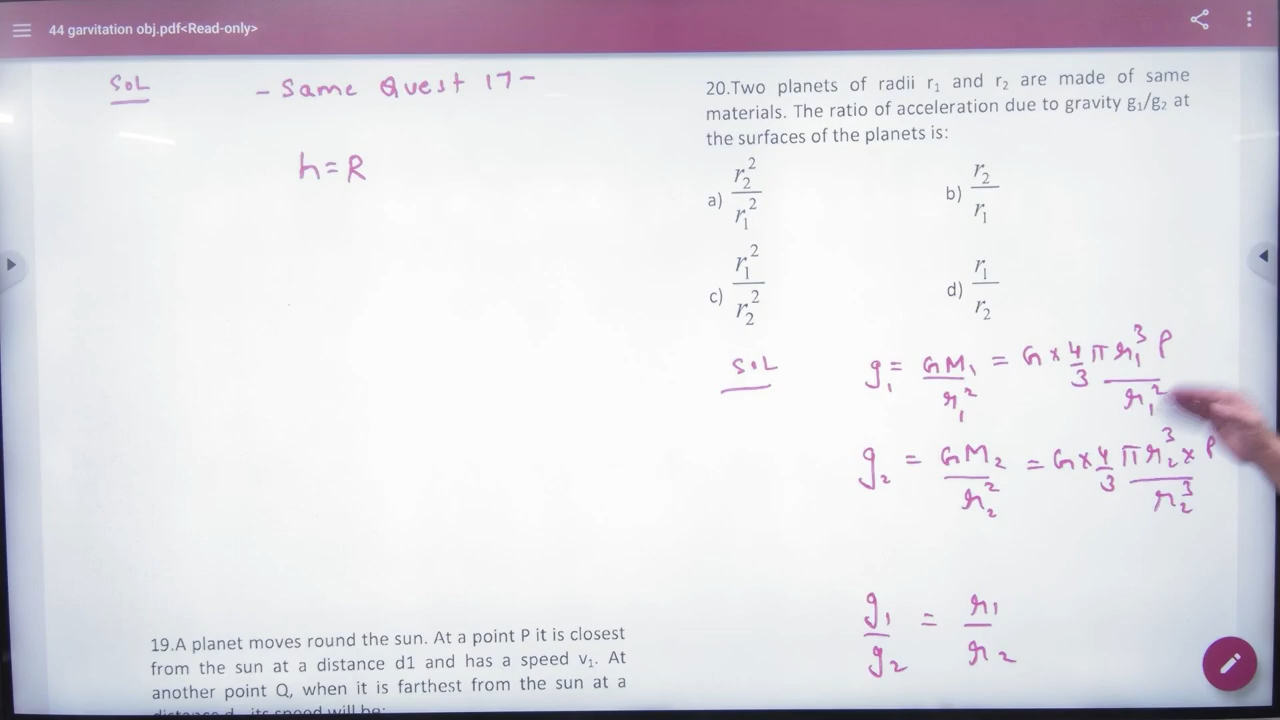 44 garvitation obj.pdf<Read-only>
SOL
- Same Quest 17 -
h = R
19.A planet moves round the sun. At a point P it is closest
from the sun at a distance d1 and has a speed v₁. At
another point Q, when it is farthest from the sun at a
its speed will be:
20.Two planets of radii r₁ and r₂ are made of same
materials. The ratio of acceleration due to gravity g₁/g₂ at
the surfaces of the planets is:
a) r₂²/r₁²
b) r₂/r₁
c) r₁²/r₂²
d) r₁/r₂
SOL
g₁ = GM₁/r₁² = G × 4/3 π r₁³ ρ / r₁²
g₂ = GM₂/r₂² = G × 4/3 π r₂³ × ρ / r₂³
g₁/g₂ = r₁/r₂